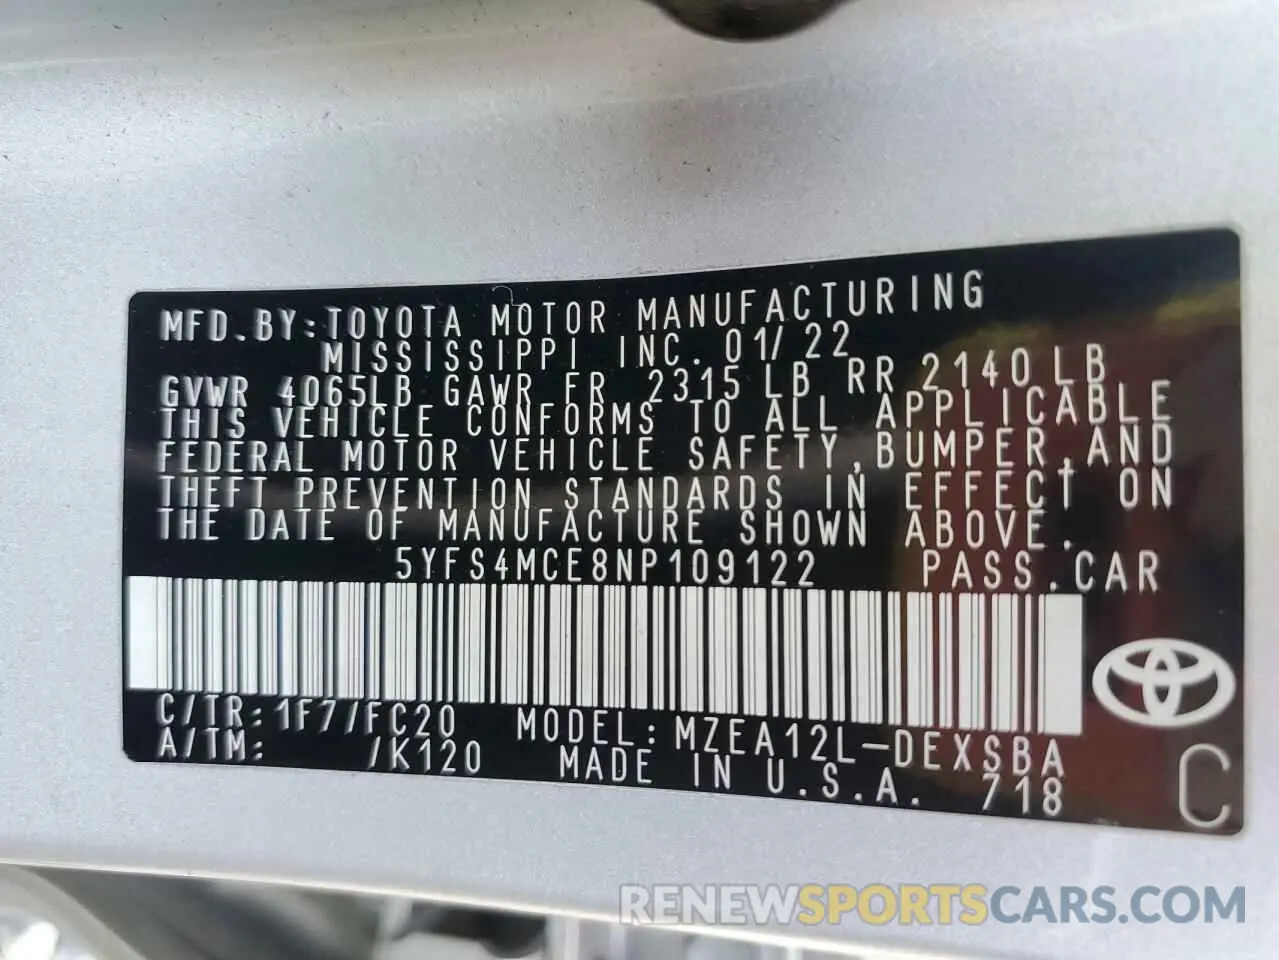 MFD.BY:TOYOTA MOTOR MANUFACTURING
MISSISSIPPI INC. 01/22
GVWR 4065LB GAWR FR 2315 LB RR 2140 LB
THIS VEHICLE CONFORMS TO ALL APPLICABLE
FEDERAL MOTOR VEHICLE SAFETY, BUMPER, AND
THEFT PREVENTION STANDARDS IN EFFECT ON
THE DATE OF MANUFACTURE SHOWN ABOVE.
5YFS4MCE8NP109122 PASS.CAR
C/TR: 1F7/FC20 MODEL: MZEA12L-DEXSBA
A/TM: /K120 MADE IN U.S.A. 718
C
RENEWSPORTSCARS.COM